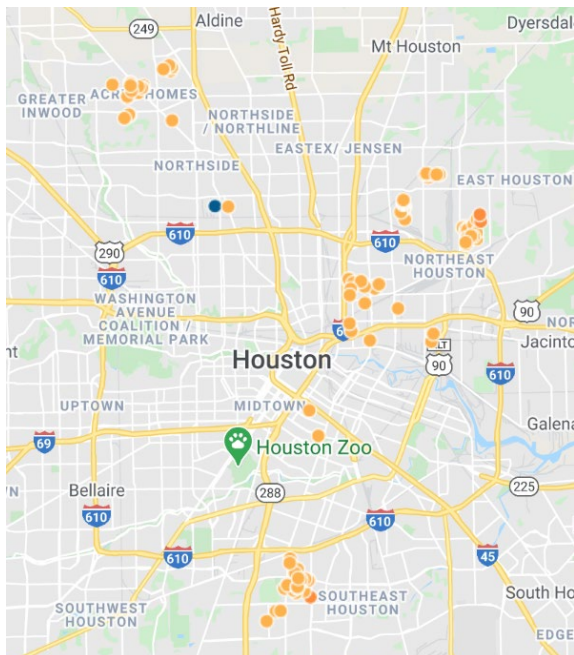 Aldine
249
Hardy Toll Rd
Dyersdal
Mt Houston
GREATER
INWOOD
HOMES
NORTHSIDE
/ NORTHLINE
EASTEX/ JENSEN
NORTHSIDE
EAST HOUSTON
610
610
290
610
NORTHEAST
HOUSTON
WASHINGTON
AVENUE
COALITION /
MEMORIAL PARK
90
Jacinto
nt
Houston
90
610
UPTOWN
MIDTOWN
Galena
69
Houston Zoo
Bellaire
288
225
610
610
610
45
SOUTHEAST
HOUSTON
South Ho
SOUTHWEST
HOUSTON
EDGE